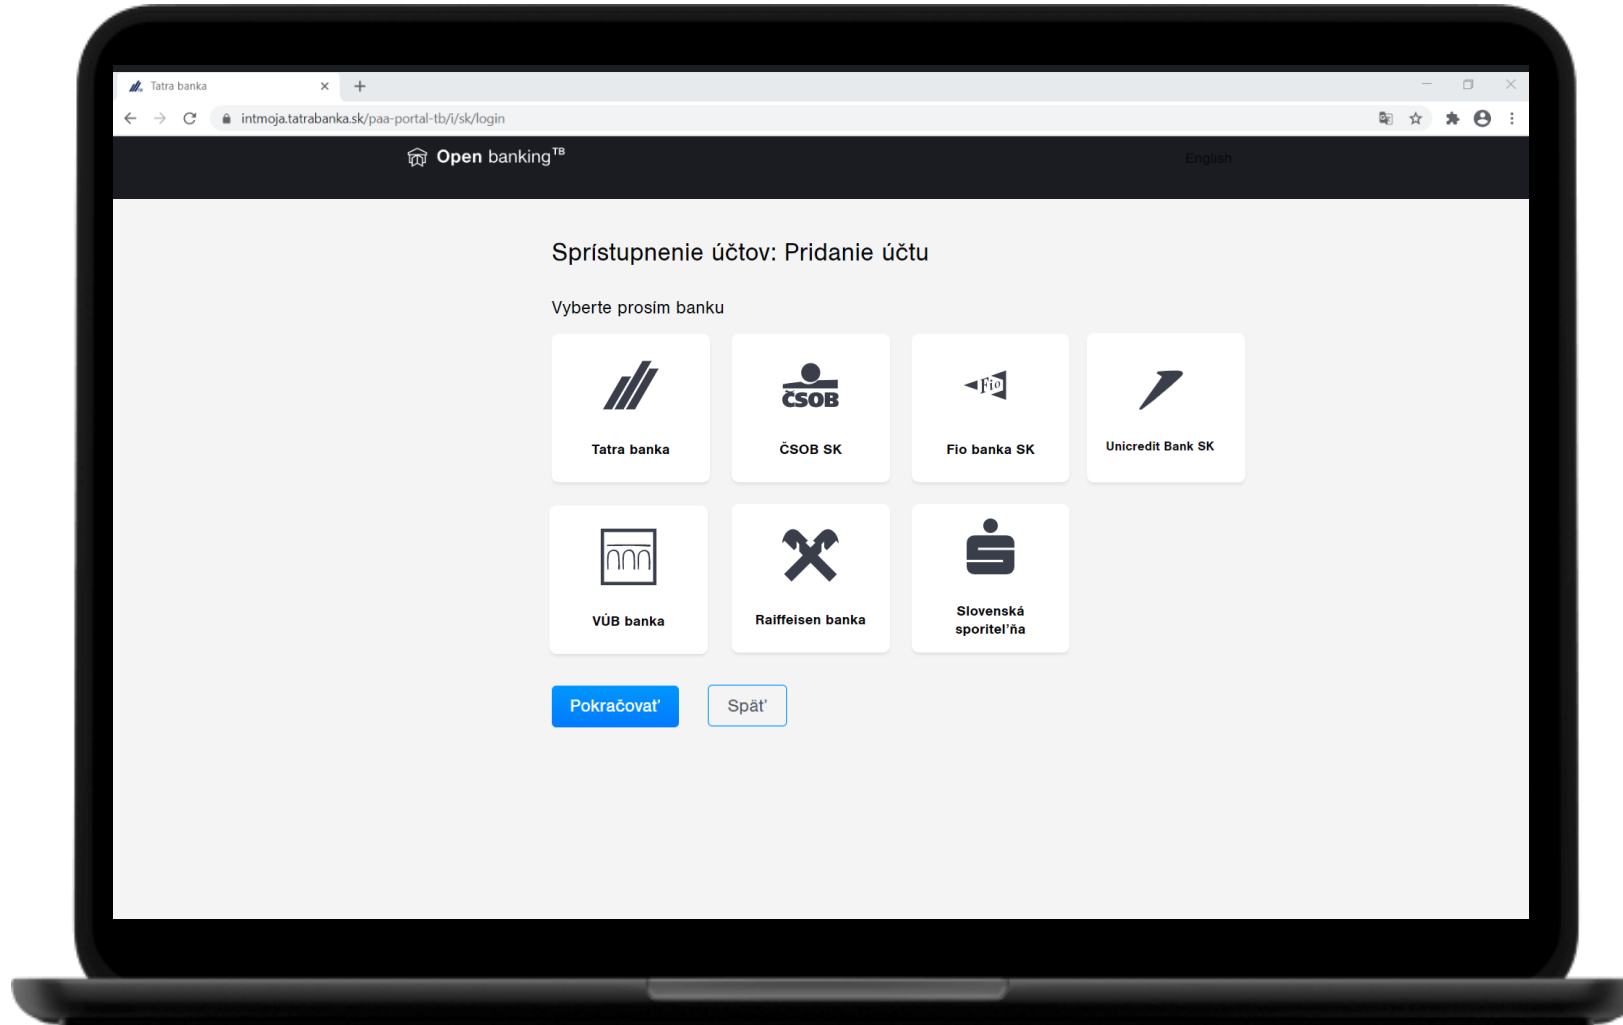 Tatra banka
intmoja.tatrabanka.sk/paa-portal-tb/i/sk/login
Open banking TB
English
Sprístupnenie účtov: Pridanie účtu
Vyberte prosím banku
ČSOB
Fio
Tatra banka
ČSOB SK
Fio banka SK
Unicredit Bank SK
VÚB banka
Raiffeisen banka
Slovenská
sporiteľňa
Pokračovať
Späť